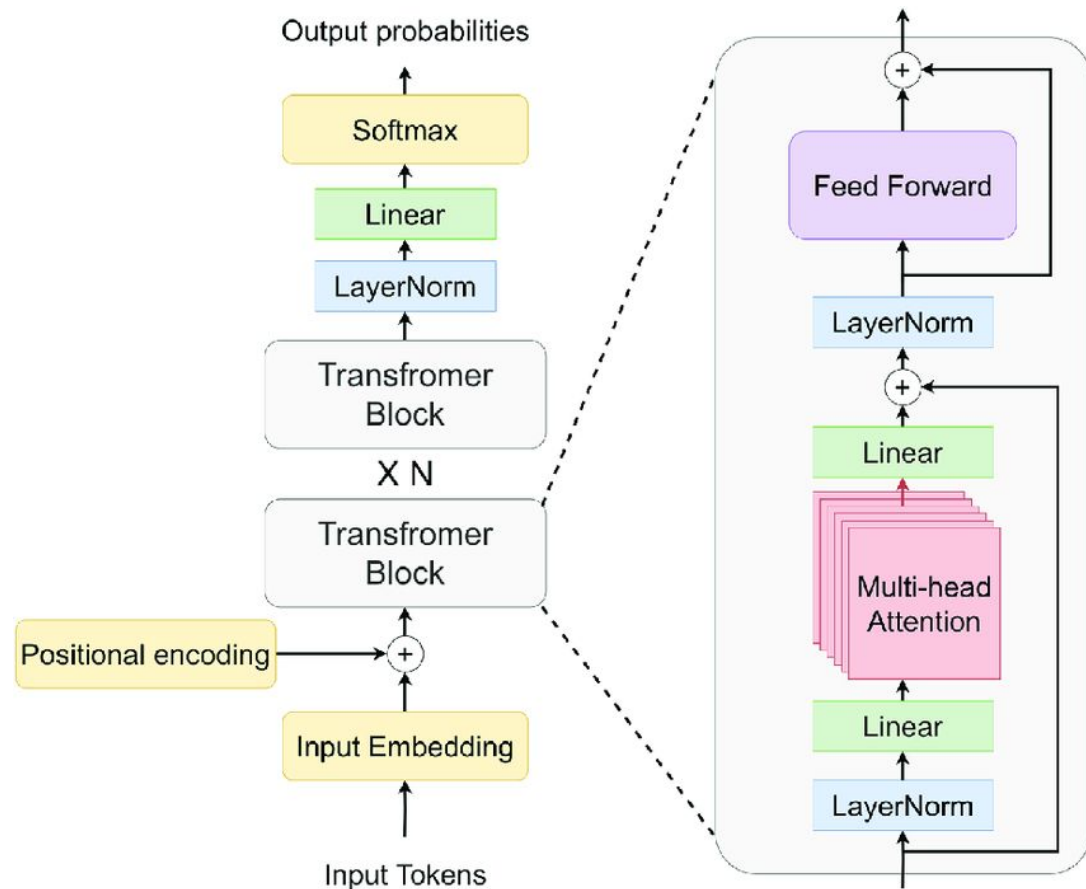 Output probabilities
Softmax
Linear
LayerNorm
Transfromer
Block
X N
Transfromer
Block
Positional encoding
+
Input Embedding
Input Tokens
+
Feed Forward
LayerNorm
+
Linear
Multi-head
Attention
Linear
LayerNorm